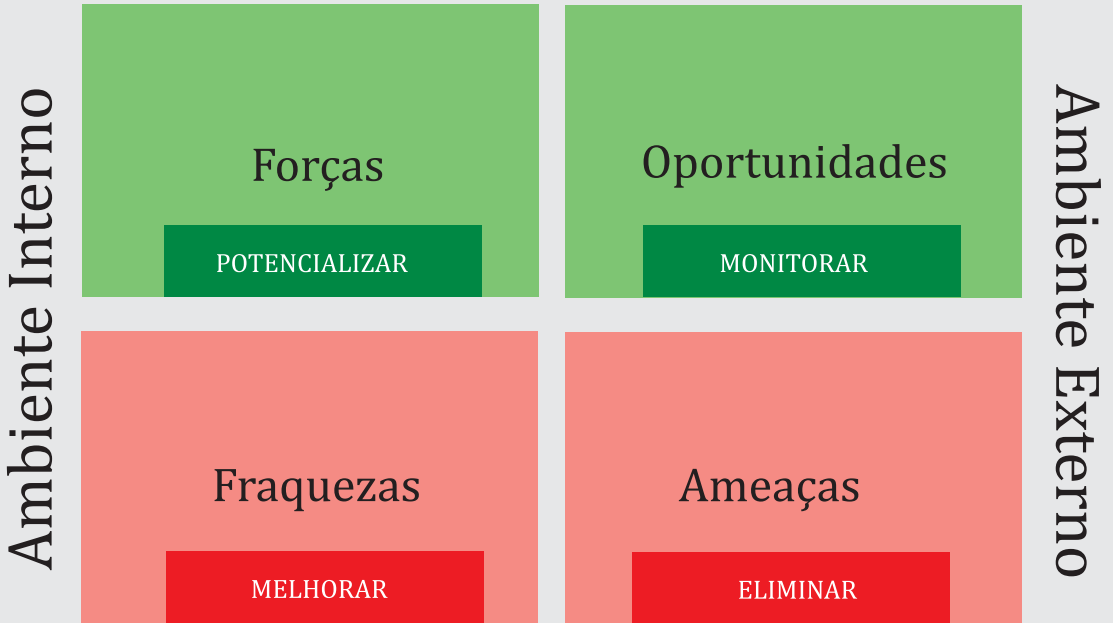 Ambiente Interno
Forças
POTENCIALIZAR
Oportunidades
MONITORAR
Fraquezas
MELHORAR
Ameaças
ELIMINAR
Ambiente Externo